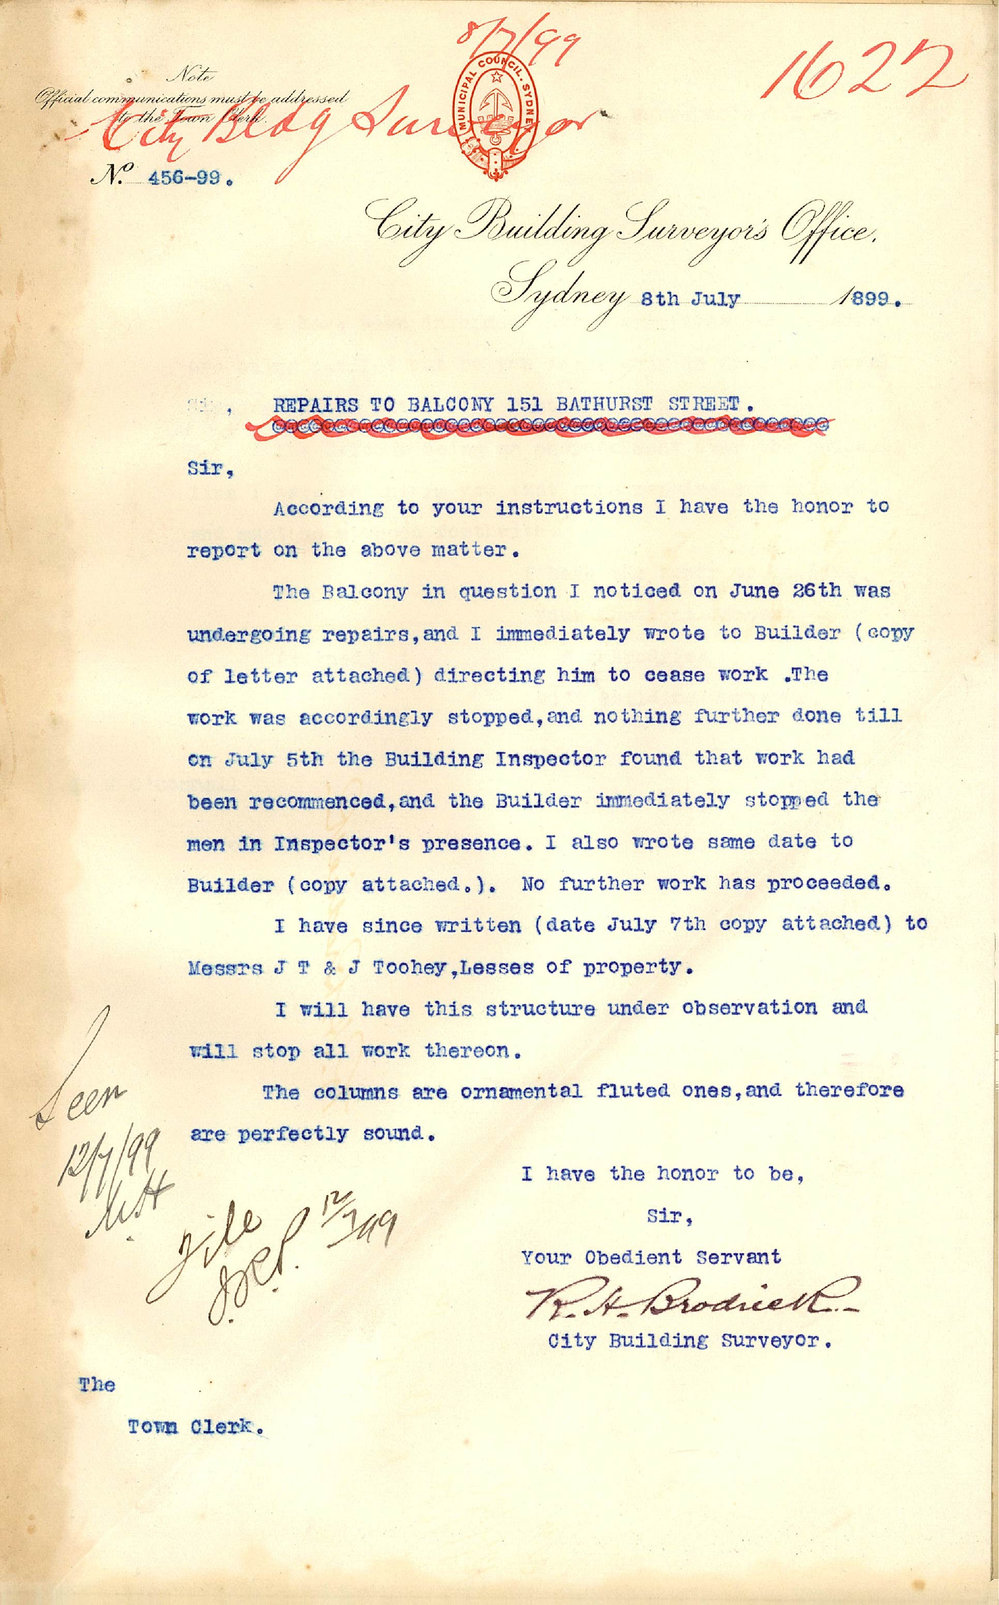 8/7/99
1622
Note
Official communications must be addressed
to the Town Clerk.
City Bldg Surveyor
MUNICIPAL COUNCIL. SYDNEY
No. 456-99.
City Building Surveyor's Office.
Sydney 8th July 1899.
Sir, REPAIRS TO BALCONY 151 BATHURST STREET.
Sir,
According to your instructions I have the honor to
report on the above matter.
The Balcony in question I noticed on June 26th was
undergoing repairs,and I immediately wrote to Builder (copy
of letter attached) directing him to cease work .The
work was accordingly stopped,and nothing further done till
on July 5th the Building Inspector found that work had
been recommenced,and the Builder immediately stopped the
men in Inspector's presence. I also wrote same date to
Builder (copy attached.). No further work has proceeded.
I have since written (date July 7th copy attached) to
Messrs J T & J Toohey,Lesses of property.
I will have this structure under observation and
will stop all work thereon.
The columns are ornamental fluted ones,and therefore
are perfectly sound.
I have the honor to be,
Sir,
Your Obedient Servant
R. H. Brodrick
City Building Surveyor.
Seen
12/7/99
File
12/7/99
The
Town Clerk.